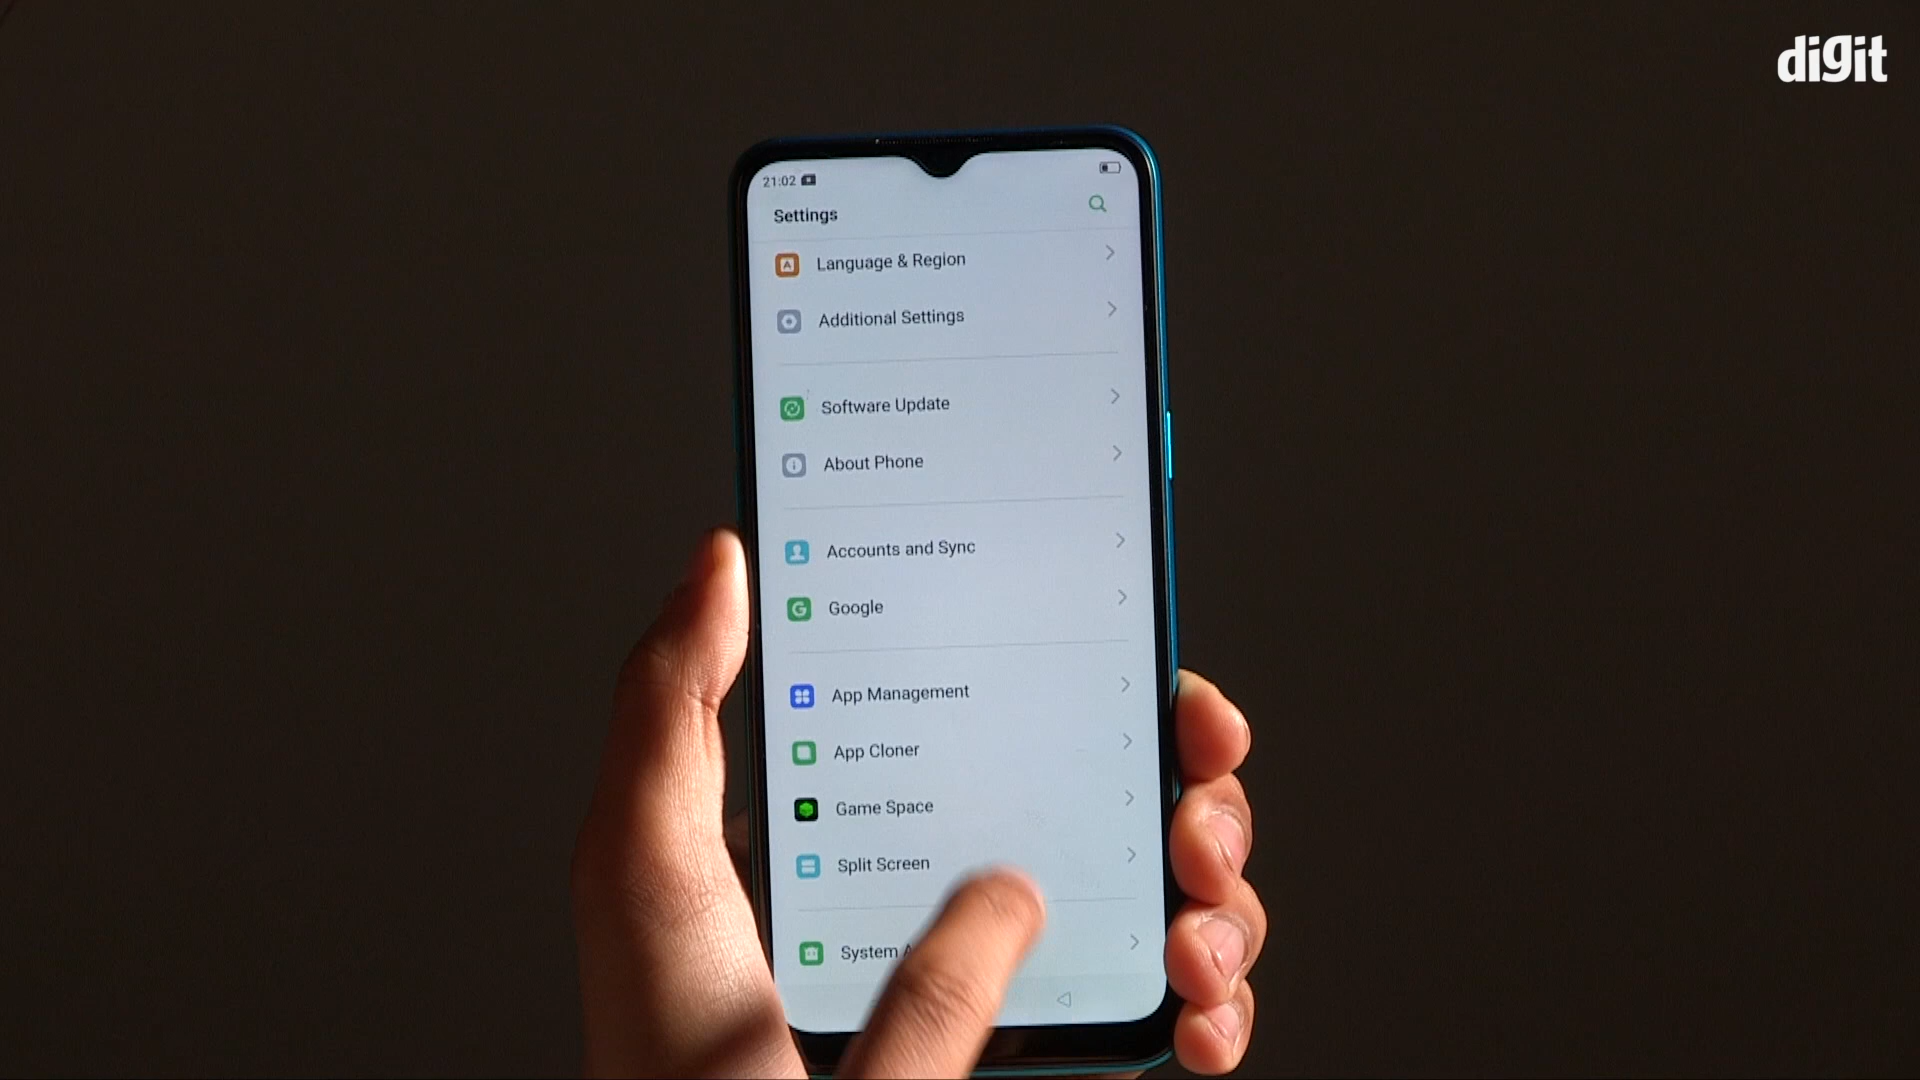 digit
21:02
Settings
Language & Region
Additional Settings
Software Update
About Phone
Accounts and Sync
Google
App Management
App Cloner
Game Space
Split Screen
System